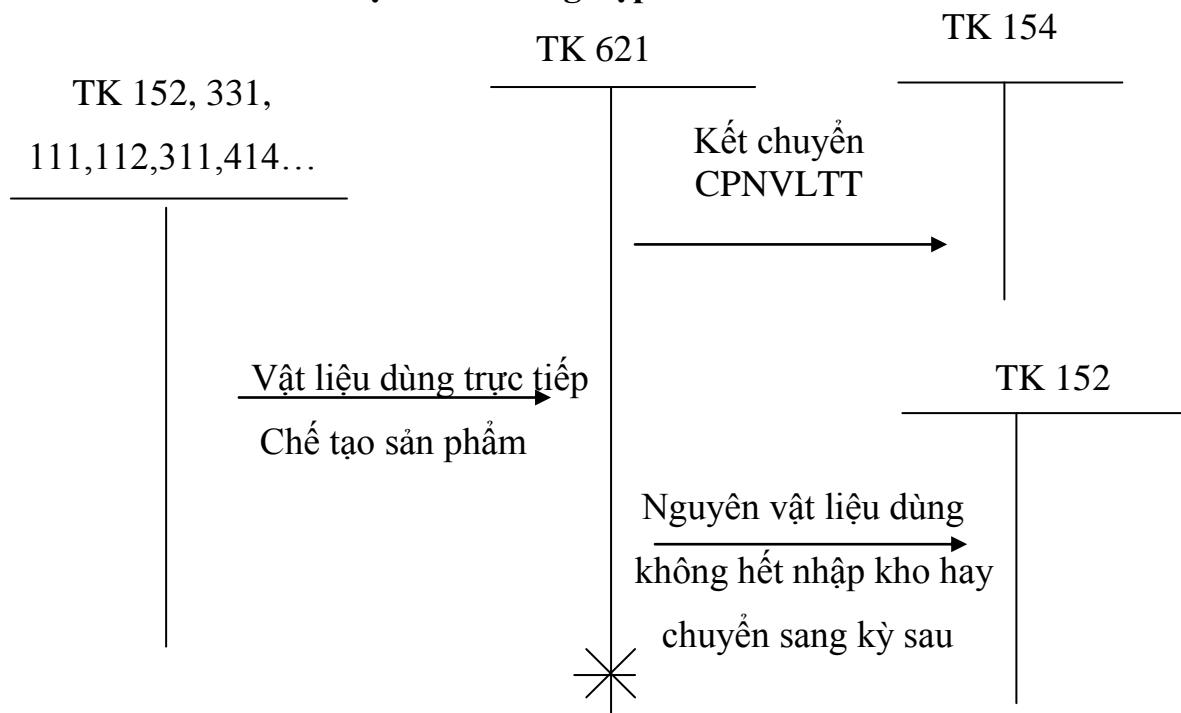 TK 621
TK 154
TK 152, 331,
111,112,311,414…
Kết chuyển
CPNVLTT
Vật liệu dùng trực tiếp
Chế tạo sản phẩm
TK 152
Nguyên vật liệu dùng
không hết nhập kho hay
chuyển sang kỳ sau